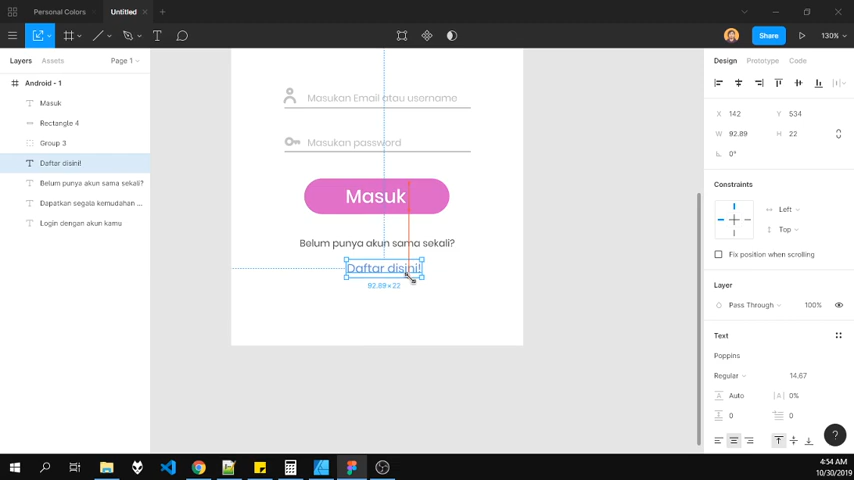 Personal Colors
Untitled
Share
130%
Layers
Assets
Page 1
Design
Prototype
Code
Android - 1
Masuk
Rectangle 4
Group 3
Daftar disini!
Belum punya akun sama sekali?
Dapatkan segala kemudahan ...
Login dengan akun kamu
Masukan Email atau username
Masukan password
Masuk
Belum punya akun sama sekali?
Daftar disini!
92.89×22
X 142 Y 534
W 92.89 H 22
0°
Constraints
Left
Top
Fix position when scrolling
Layer
Pass Through 100%
Text
Poppins
Regular 14.67
A Auto |A| 0%
0 0
?
4:54 AM
10/30/2019